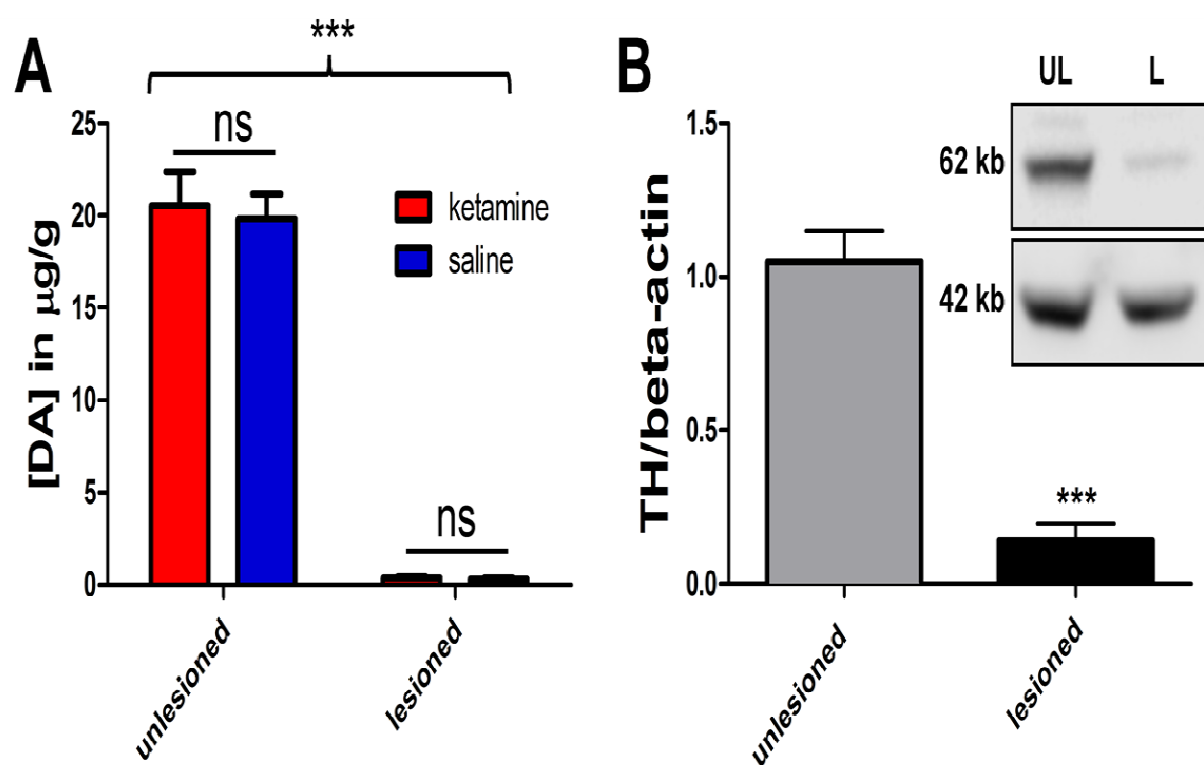 A
***
ns
25
20
15
10
5
0
[DA] in µg/g
ketamine
saline
ns
unlesioned
lesioned
B
UL L
62 kb
42 kb
1.5
1.0
0.5
0.0
TH/beta-actin
***
unlesioned
lesioned